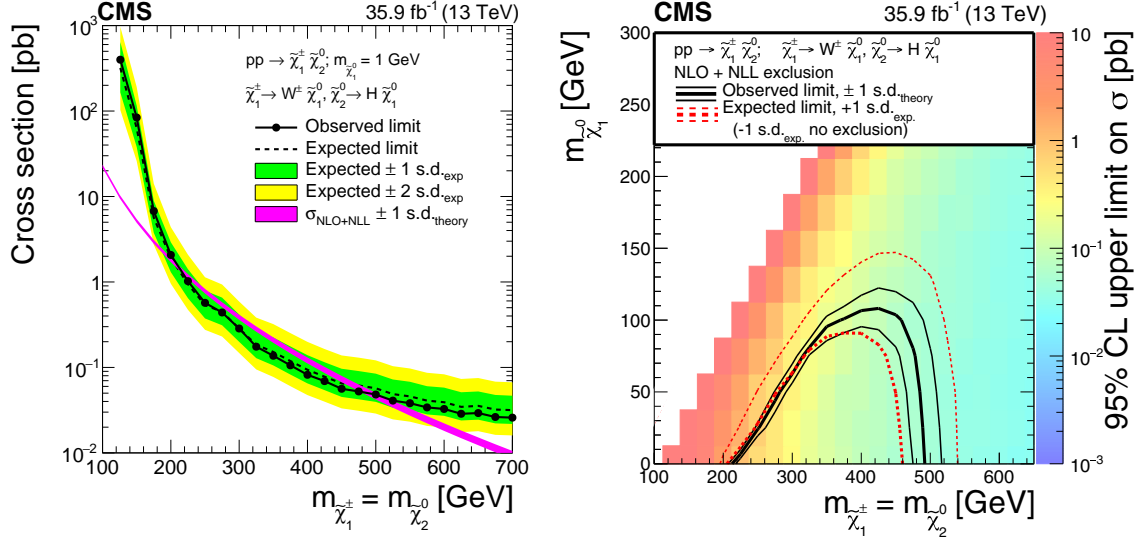 CMS 35.9 fb⁻¹ (13 TeV)
Cross section [pb]
10³
10²
10
1
10⁻¹
10⁻²
pp → χ̃₁± χ̃₂⁰; m_χ̃₁⁰ = 1 GeV
χ̃₁± → W± χ̃₁⁰, χ̃₂⁰ → H χ̃₁⁰
Observed limit
Expected limit
Expected ± 1 s.d.exp
Expected ± 2 s.d.exp
σNLO+NLL ± 1 s.d.theory
100 200 300 400 500 600 700
m_χ̃₁± = m_χ̃₂⁰ [GeV]
CMS 35.9 fb⁻¹ (13 TeV)
m_χ̃₁⁰ [GeV]
300
250
200
150
100
50
0
pp → χ̃₁± χ̃₂⁰; χ̃₁± → W± χ̃₁⁰, χ̃₂⁰ → H χ̃₁⁰
NLO + NLL exclusion
Observed limit, ± 1 s.d.theory
Expected limit, +1 s.d.exp.
(-1 s.d.exp. no exclusion)
100 200 300 400 500 600
m_χ̃₁± = m_χ̃₂⁰ [GeV]
10
1
10⁻¹
10⁻²
10⁻³
95% CL upper limit on σ [pb]